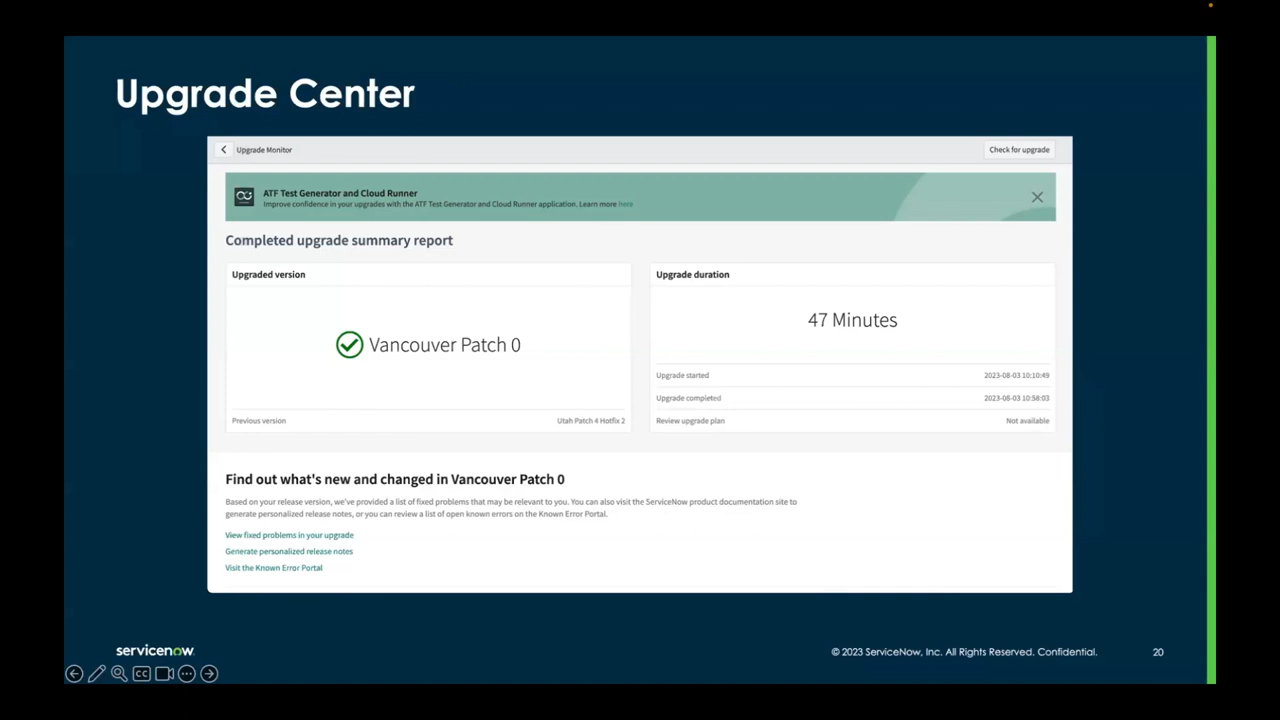 Upgrade Center
Upgrade Monitor
Check for upgrade
ATF Test Generator and Cloud Runner
Improve confidence in your upgrades with the ATF Test Generator and Cloud Runner application. Learn more here
Completed upgrade summary report
Upgraded version
Vancouver Patch 0
Previous version
Utah Patch 4 Hotfix 2
Upgrade duration
47 Minutes
Upgrade started
2023-08-03 10:10:49
Upgrade completed
2023-08-03 10:58:03
Review upgrade plan
Not available
Find out what's new and changed in Vancouver Patch 0
Based on your release version, we've provided a list of fixed problems that may be relevant to you. You can also visit the ServiceNow product documentation site to
generate personalized release notes, or you can review a list of open known errors on the Known Error Portal.
View fixed problems in your upgrade
Generate personalized release notes
Visit the Known Error Portal
servicenow.
© 2023 ServiceNow, Inc. All Rights Reserved. Confidential.
20
CC